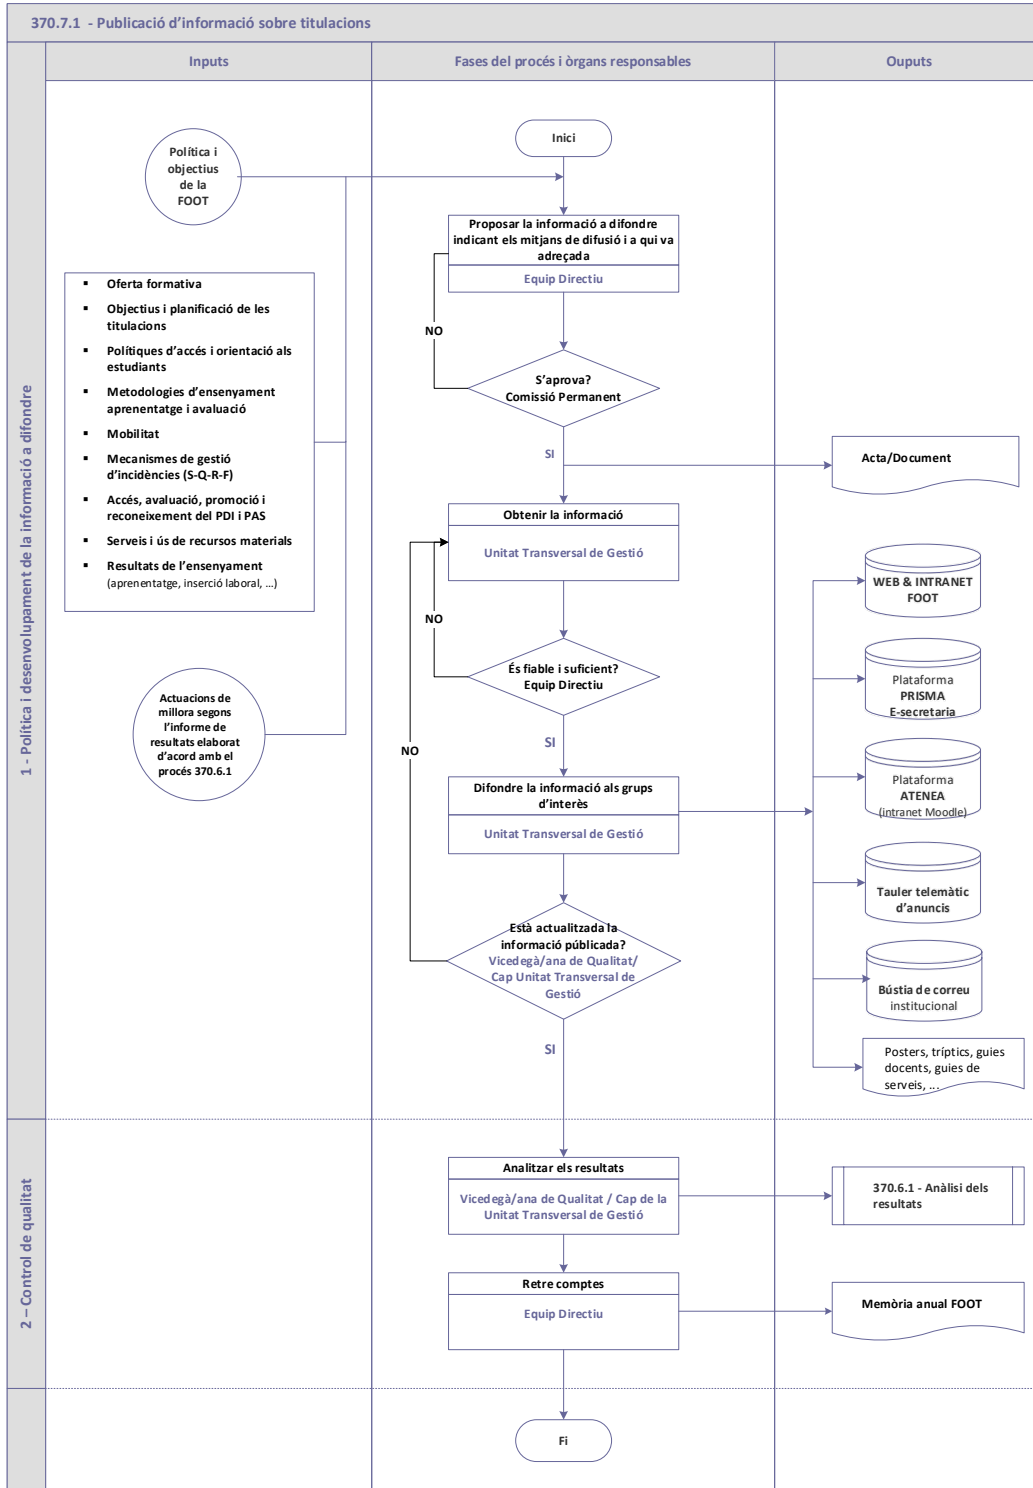 370.7.1 - Publicació d'informació sobre titulacions
Inputs
Fases del procés i òrgans responsables
Ouputs
1 - Política i desenvolupament de la informació a difondre
Política i
objectius
de la
FOOT
▪ Oferta formativa
▪ Objectius i planificació de les
titulacions
▪ Polítiques d'accés i orientació als
estudiants
▪ Metodologies d'ensenyament
aprenentatge i avaluació
▪ Mobilitat
▪ Mecanismes de gestió
d'incidències (S-Q-R-F)
▪ Accés, avaluació, promoció i
reconeixement del PDI i PAS
▪ Serveis i ús de recursos materials
▪ Resultats de l'ensenyament
(aprenentatge, inserció laboral, ...)
Actuacions de
millora segons
l'informe de
resultats elaborat
d'acord amb el
procés 370.6.1
Inici
Proposar la informació a difondre
indicant els mitjans de difusió i a qui va
adreçada
Equip Directiu
NO
S'aprova?
Comissió Permanent
SI
Acta/Document
Obtenir la informació
Unitat Transversal de Gestió
NO
És fiable i suficient?
Equip Directiu
SI
NO
Difondre la informació als grups
d'interès
Unitat Transversal de Gestió
Està actualitzada la
informació públicada?
Vicedegà/ana de Qualitat/
Cap Unitat Transversal de
Gestió
SI
WEB & INTRANET
FOOT
Plataforma
PRISMA
E-secretaria
Plataforma
ATENEA
(intranet Moodle)
Tauler telemàtic
d'anuncis
Bústia de correu
institucional
Posters, tríptics, guies
docents, guies de
serveis, ...
2 – Control de qualitat
Analitzar els resultats
Vicedegà/ana de Qualitat / Cap de la
Unitat Transversal de Gestió
370.6.1 - Anàlisi dels
resultats
Retre comptes
Equip Directiu
Memòria anual FOOT
Fi